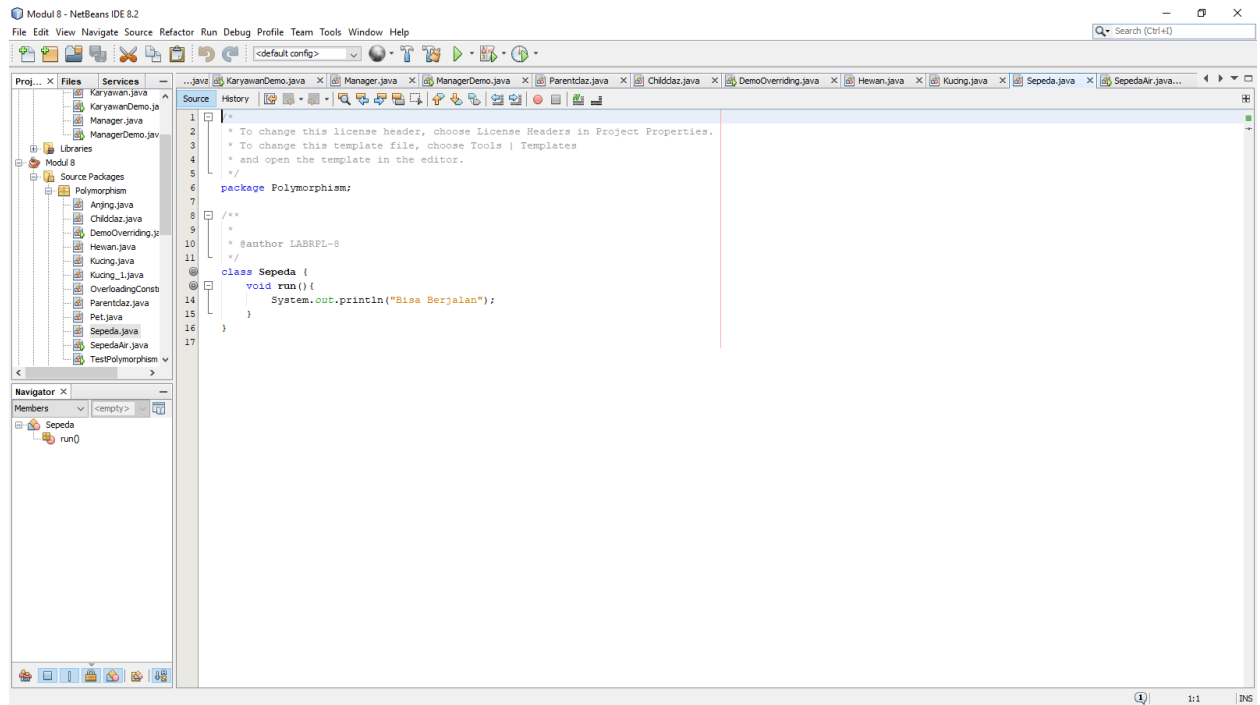 Modul 8 - NetBeans IDE 8.2
File Edit View Navigate Source Refactor Run Debug Profile Team Tools Window Help
Search (Ctrl+I)
<default config>
Proj... Files Services
...java KaryawanDemo.java Manager.java ManagerDemo.java Parentclaz.java Childclaz.java DemoOverriding.java Hewan.java Kucing.java Sepeda.java SepedaAir.java...
Karyawan.java
KaryawanDemo.ja
Manager.java
ManagerDemo.jav
Libraries
Modul 8
Source Packages
Polymorphism
Anjing.java
Childclaz.java
DemoOverriding.ja
Hewan.java
Kucing.java
Kucing_1.java
OverloadingConstr
Parentclaz.java
Pet.java
Sepeda.java
SepedaAir.java
TestPolymorphism
Navigator
Members <empty>
Sepeda
run()
Source History
1 /*
2 * To change this license header, choose License Headers in Project Properties.
3 * To change this template file, choose Tools | Templates
4 * and open the template in the editor.
5 */
6 package Polymorphism;
7
8 /**
9 *
10 * @author LABRPL-8
11 */
class Sepeda {
void run(){
14 System.out.println("Bisa Berjalan");
15 }
16 }
17
1:1 INS